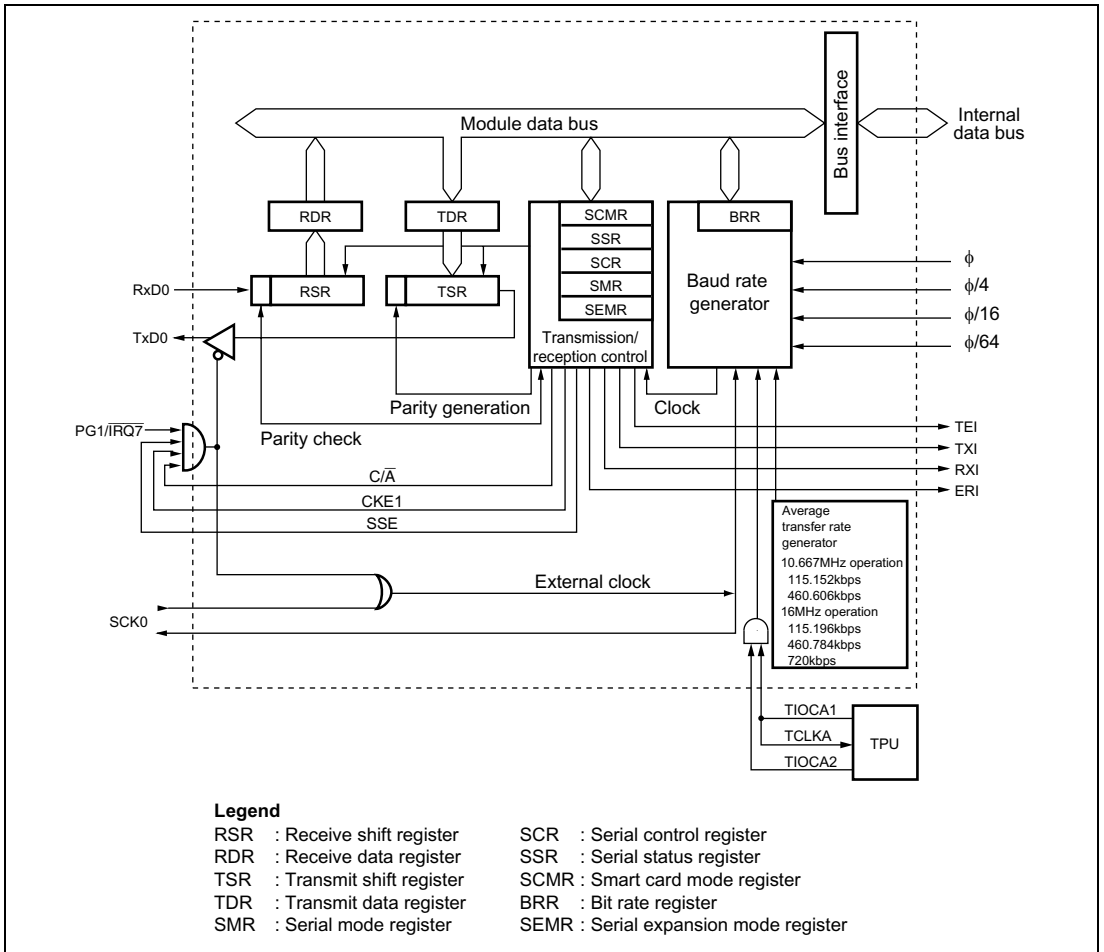 Module data bus
Bus interface
Internal
data bus
RDR
TDR
SCMR
SSR
SCR
SMR
SEMR
BRR
RxD0
RSR
TSR
TxD0
Transmission/
reception control
Baud rate
generator
ϕ
ϕ/4
ϕ/16
ϕ/64
Parity generation
Clock
Parity check
PG1/I̅R̅Q̅7̅
C/A̅
CKE1
SSE
TEI
TXI
RXI
ERI
Average
transfer rate
generator
10.667MHz operation
115.152kbps
460.606kbps
16MHz operation
115.196kbps
460.784kbps
720kbps
External clock
SCK0
TIOCA1
TCLKA
TIOCA2
TPU
Legend
RSR : Receive shift register
RDR : Receive data register
TSR : Transmit shift register
TDR : Transmit data register
SMR : Serial mode register
SCR : Serial control register
SSR : Serial status register
SCMR : Smart card mode register
BRR : Bit rate register
SEMR : Serial expansion mode register